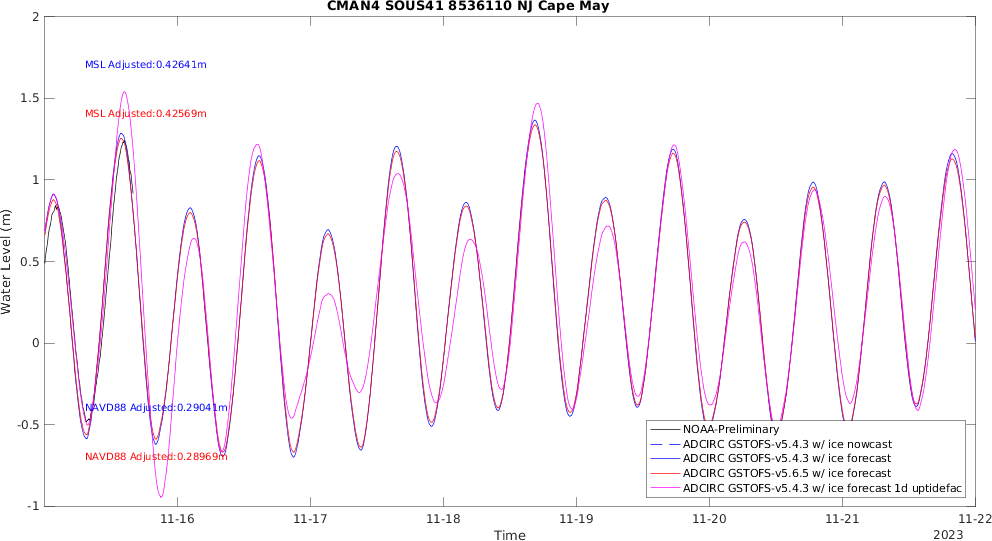 CMAN4 SOUS41 8536110 NJ Cape May
2
1.5
1
0.5
0
-0.5
-1
Water Level (m)
MSL Adjusted:0.42641m
MSL Adjusted:0.42569m
NAVD88 Adjusted:0.29041m
NAVD88 Adjusted:0.28969m
NOAA-Preliminary
ADCIRC GSTOFS-v5.4.3 w/ ice nowcast
ADCIRC GSTOFS-v5.4.3 w/ ice forecast
ADCIRC GSTOFS-v5.6.5 w/ ice forecast
ADCIRC GSTOFS-v5.4.3 w/ ice forecast 1d uptidefac
11-16 11-17 11-18 11-19 11-20 11-21 11-22
Time
2023